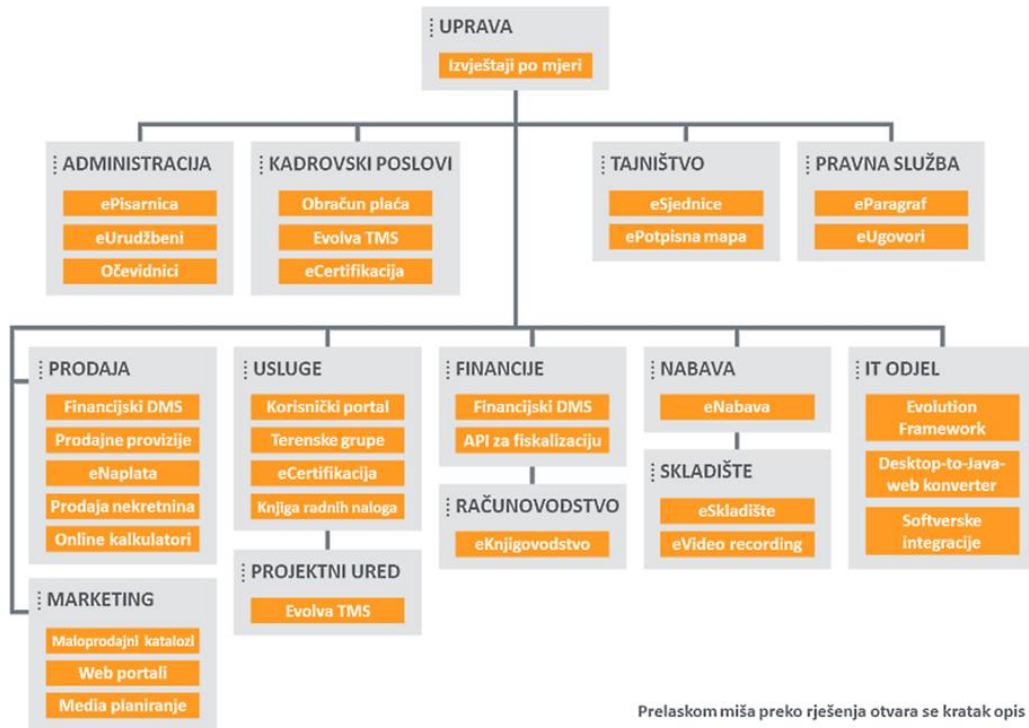 UPRAVA
Izvještaji po mjeri
ADMINISTRACIJA
ePisarnica
eUrudžbeni
Očevidnici
KADROVSKI POSLOVI
Obračun plaća
Evolva TMS
eCertifikacija
TAJNIŠTVO
eSjednice
ePotpisna mapa
PRAVNA SLUŽBA
eParagraf
eUgovori
PRODAJA
Financijski DMS
Prodajne provizije
eNaplata
Prodaja nekretnina
Online kalkulatori
MARKETING
Maloprodajni katalozi
Web portali
Media planiranje
USLUGE
Korisnički portal
Terenske grupe
eCertifikacija
Knjiga radnih naloga
PROJEKTNI URED
Evolva TMS
FINANCIJE
Financijski DMS
API za fiskalizaciju
RAČUNOVODSTVO
eKnjigovodstvo
NABAVA
eNabava
SKLADIŠTE
eSkladište
eVideo recording
IT ODJEL
Evolution
Framework
Desktop-to-Java-
web konverter
Softverske
integracije
Prelaskom miša preko rješenja otvara se kratak opis